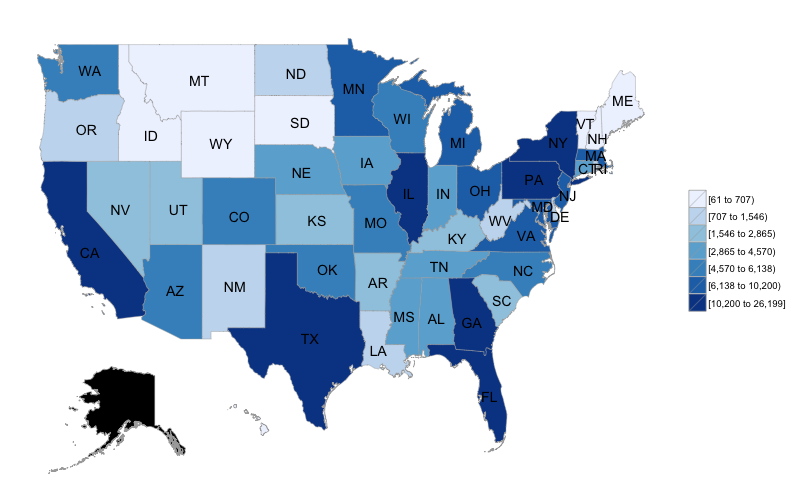 WA
MT
ND
MN
ME
OR
ID
WY
SD
WI
MI
VT
NH
NY
MA
CT
RI
NV
UT
NE
IA
IL
IN
OH
PA
NJ
CA
CO
KS
MO
KY
WV
MD
DE
VA
AZ
NM
OK
AR
TN
NC
SC
TX
LA
MS
AL
GA
FL
[61 to 707)
[707 to 1,546)
[1,546 to 2,865)
[2,865 to 4,570)
[4,570 to 6,138)
[6,138 to 10,200)
[10,200 to 26,199]